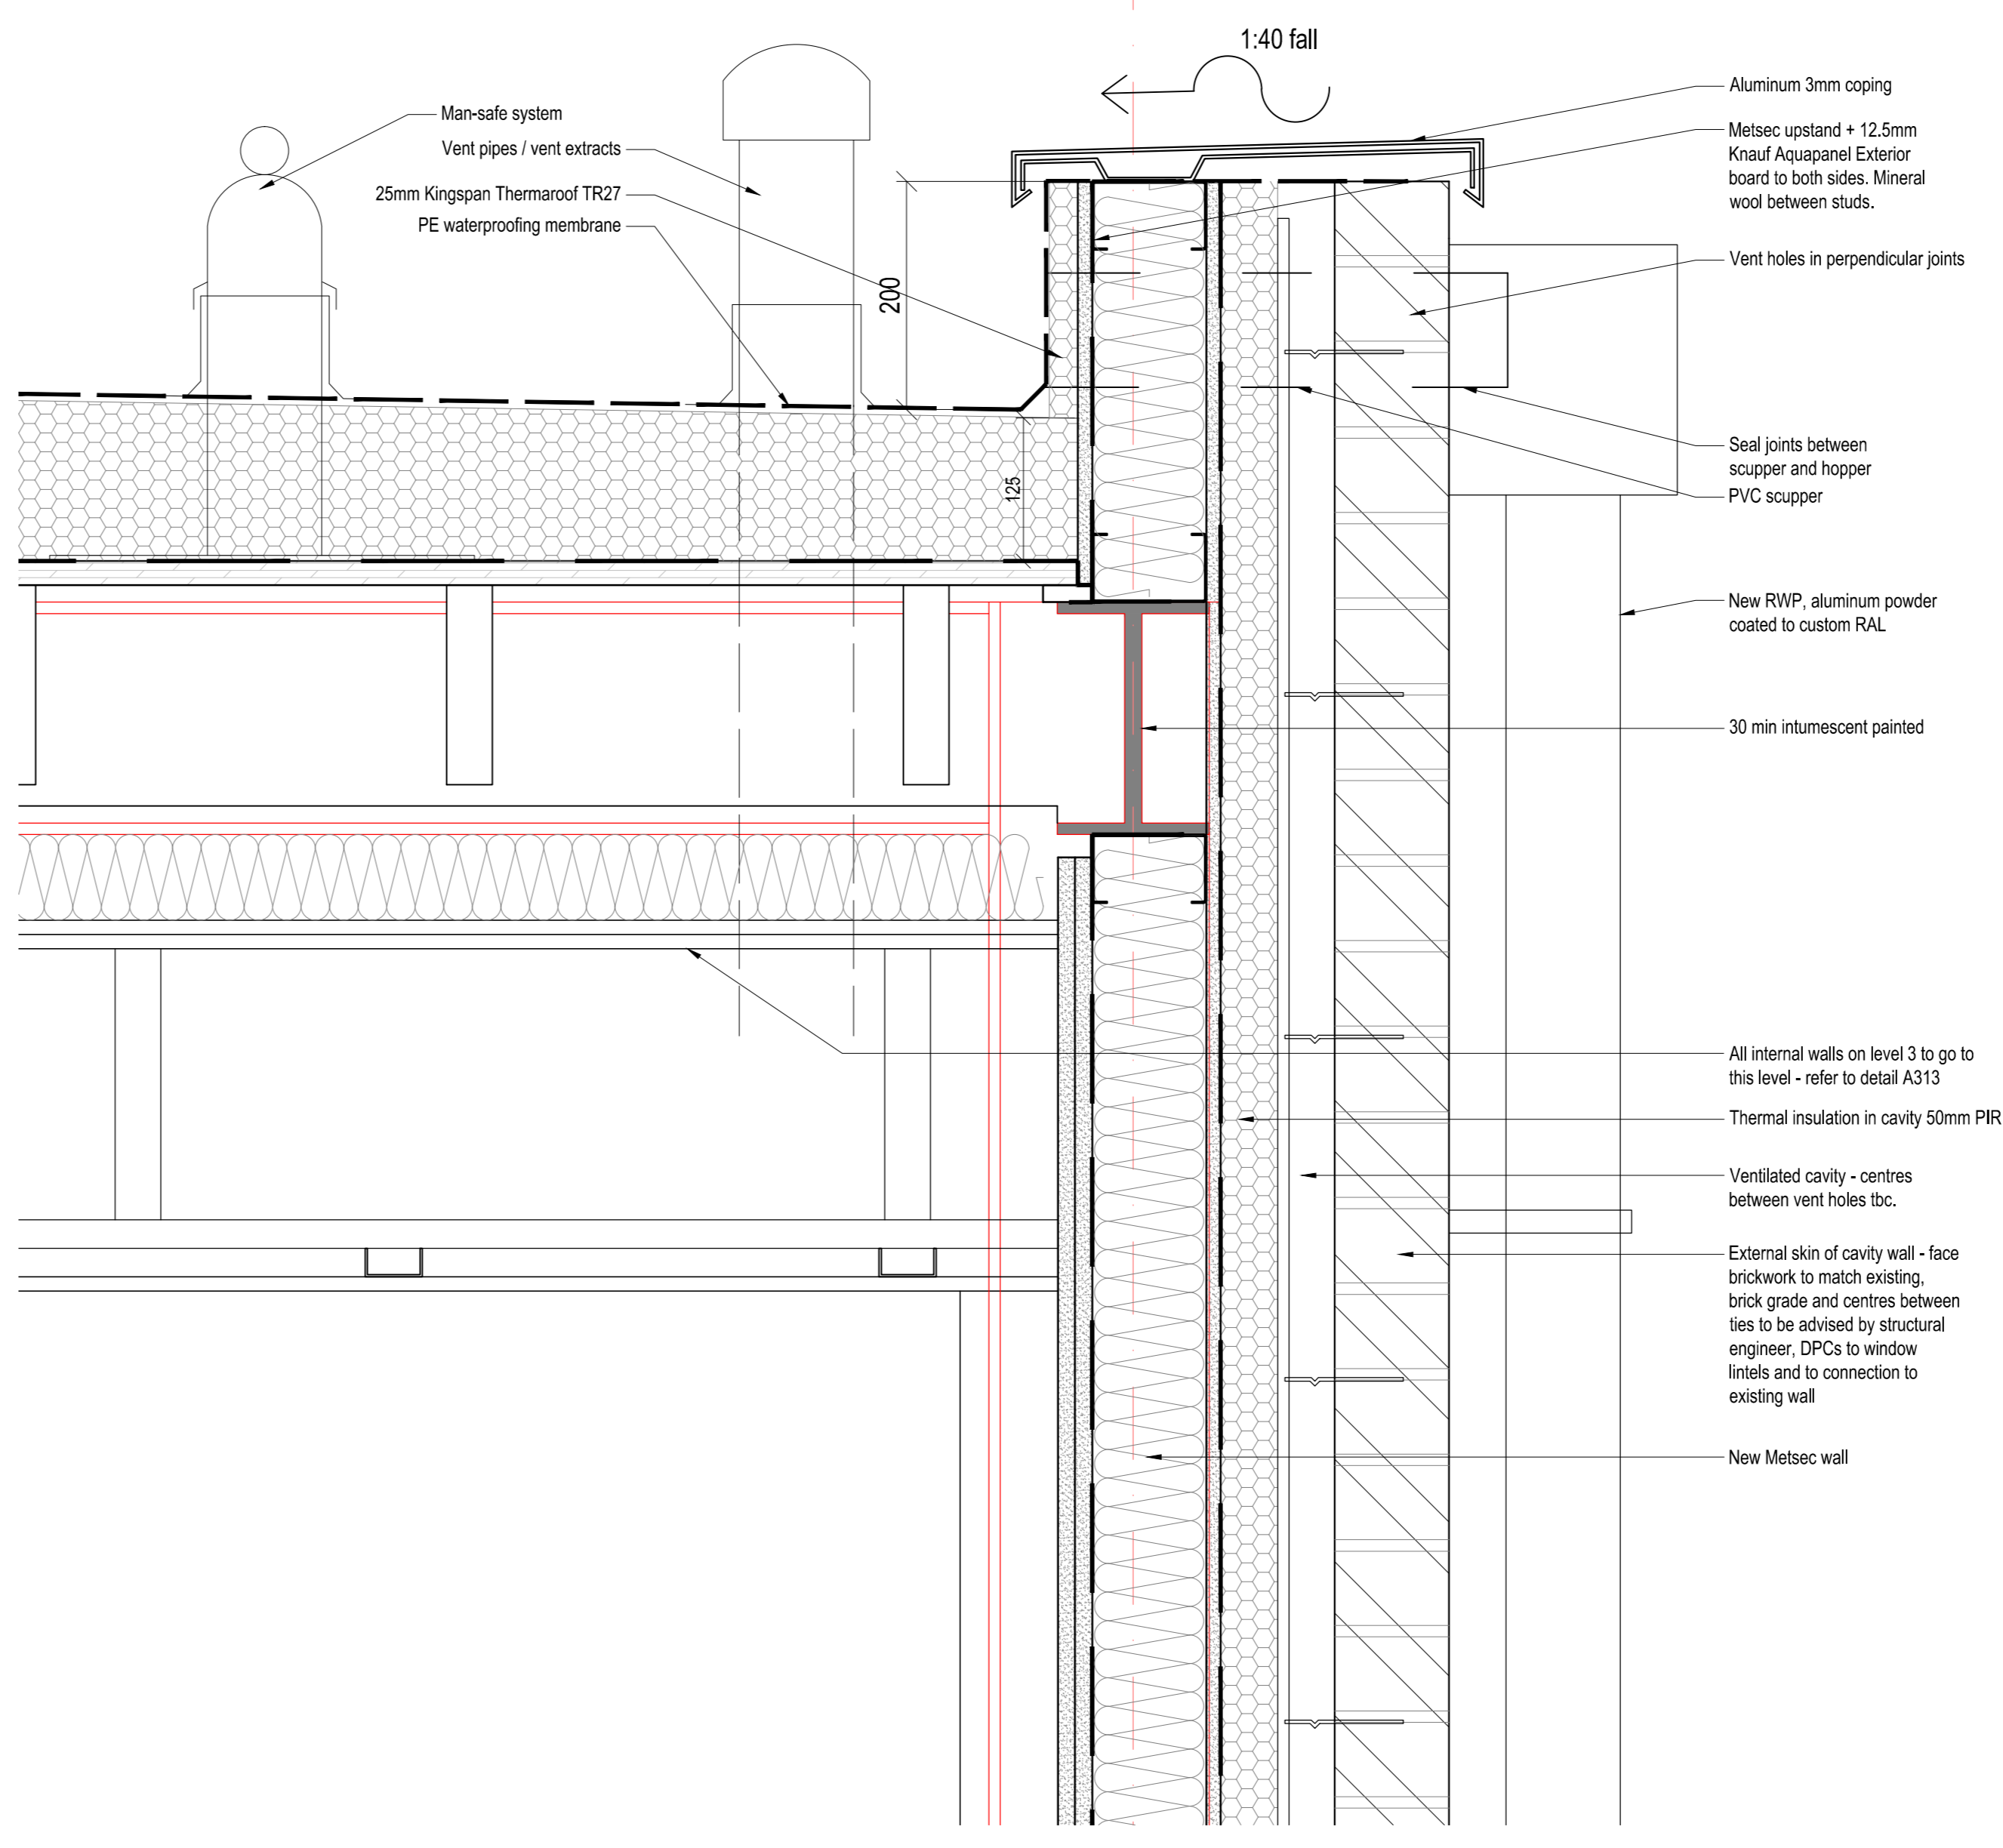 1:40 fall
Man-safe system
Vent pipes / vent extracts
25mm Kingspan Thermaroof TR27
PE waterproofing membrane
200
125
Aluminum 3mm coping
Metsec upstand + 12.5mm
Knauf Aquapanel Exterior
board to both sides. Mineral
wool between studs.
Vent holes in perpendicular joints
Seal joints between
scupper and hopper
PVC scupper
New RWP, aluminum powder
coated to custom RAL
30 min intumescent painted
All internal walls on level 3 to go to
this level - refer to detail A313
Thermal insulation in cavity 50mm PIR
Ventilated cavity - centres
between vent holes tbc.
External skin of cavity wall - face
brickwork to match existing,
brick grade and centres between
ties to be advised by structural
engineer, DPCs to window
lintels and to connection to
existing wall
New Metsec wall